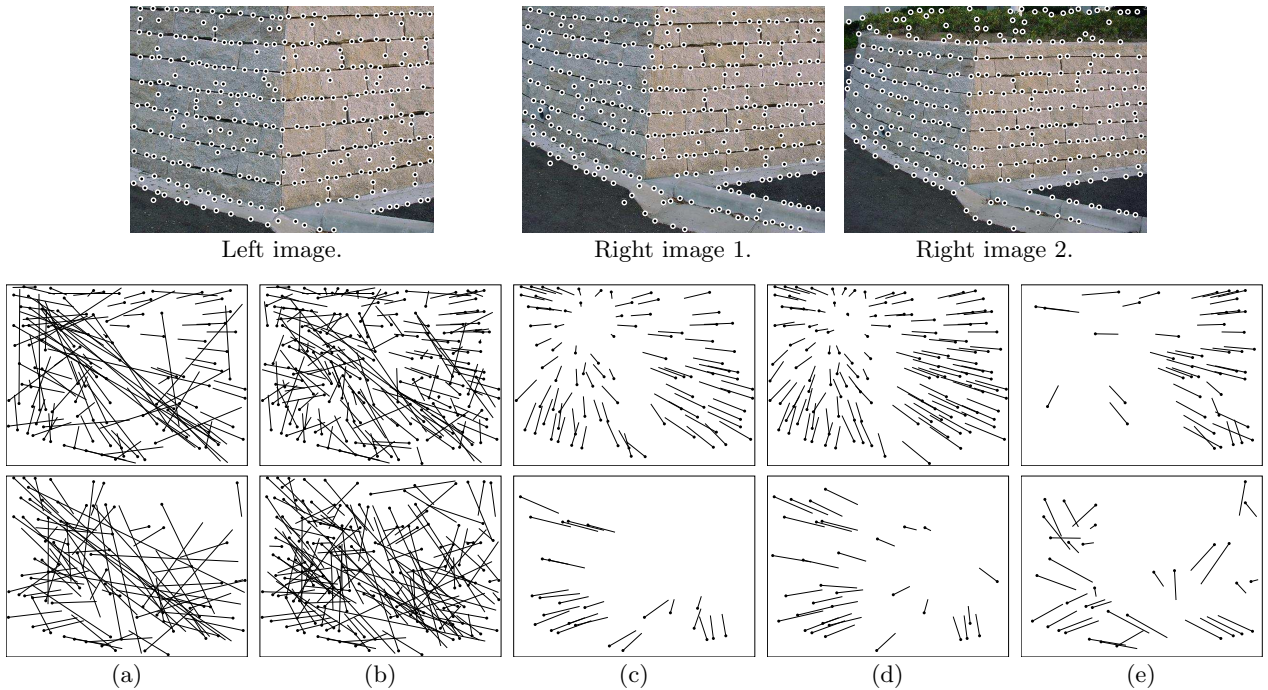 Left image.
Right image 1.
Right image 2.
(a)
(b)
(c)
(d)
(e)